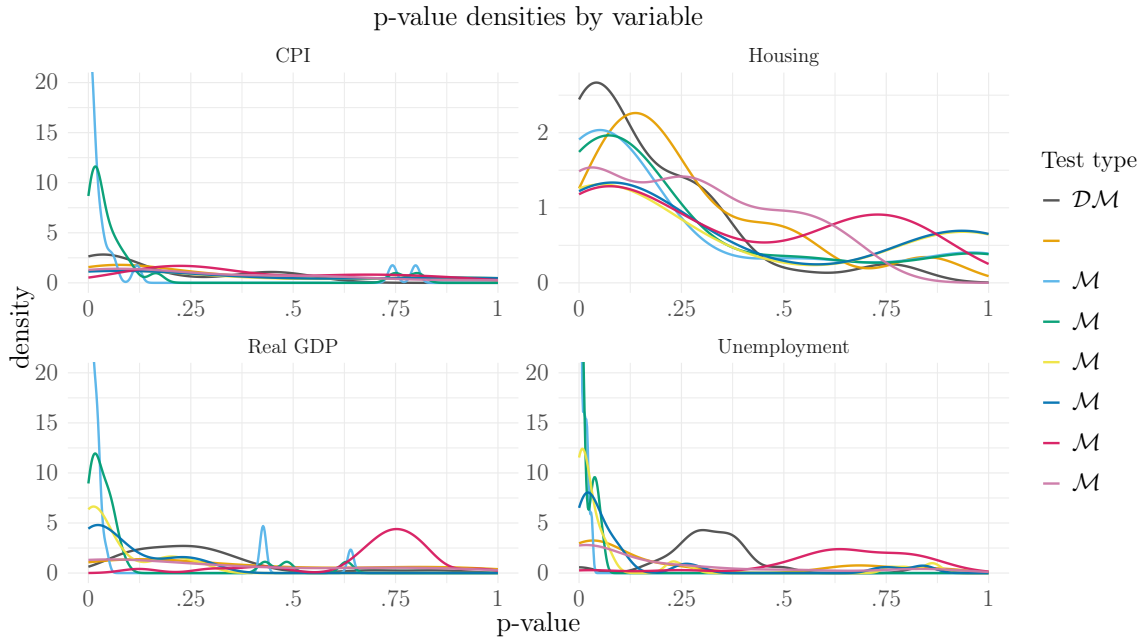 p-value densities by variable
CPI
Housing
20
15
10
5
0
0 .25 .5 .75 1
2
1
0
0 .25 .5 .75 1
density
Real GDP
Unemployment
20
15
10
5
0
0 .25 .5 .75 1
20
15
10
5
0
0 .25 .5 .75 1
p-value
Test type
𝒟ℳ
ℳ
ℳ
ℳ
ℳ
ℳ
ℳ